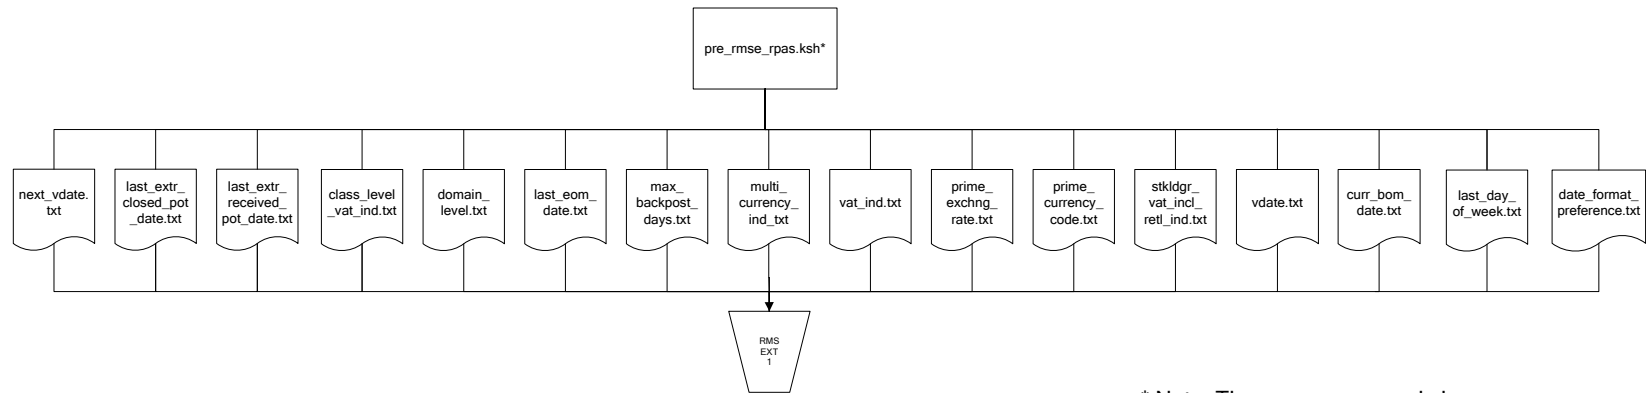 pre_rmse_rpas.ksh*
next_vdate.
txt
last_extr_
closed_pot
_date.txt
last_extr_
received_
pot_date.txt
class_level
_vat_ind.txt
domain_
level.txt
last_eom_
date.txt
max_
backpost_
days.txt
multi_
currency_
ind_txt
vat_ind.txt
prime_
exchng_
rate.txt
prime_
currency_
code.txt
stkldgr_
vat_incl_
retl_ind.txt
vdate.txt
curr_bom_
date.txt
last_day_
of_week.txt
date_format_
preference.txt
RMS
EXT
1
* Note: The